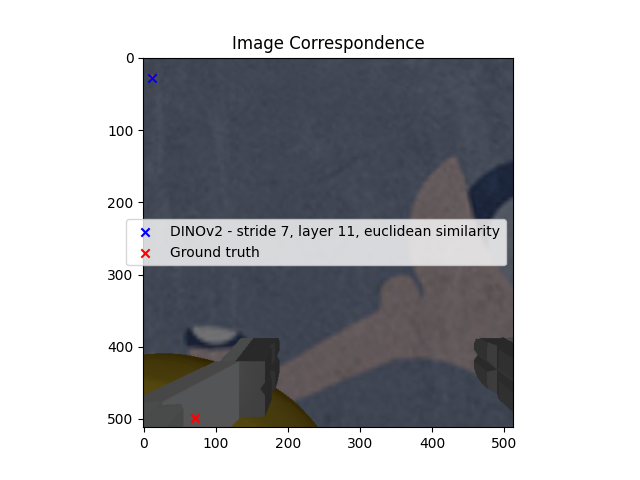 Image Correspondence
0
100
200
300
400
500
DINOv2 - stride 7, layer 11, euclidean similarity
Ground truth
0 100 200 300 400 500